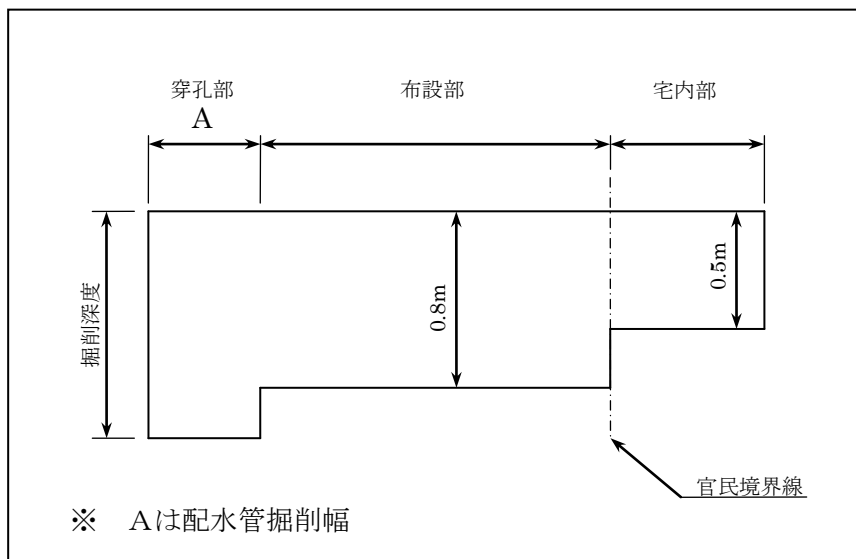 穿孔部
布設部
宅内部
A
掘削深度
0.8m
0.5m
官民境界線
※ Aは配水管掘削幅